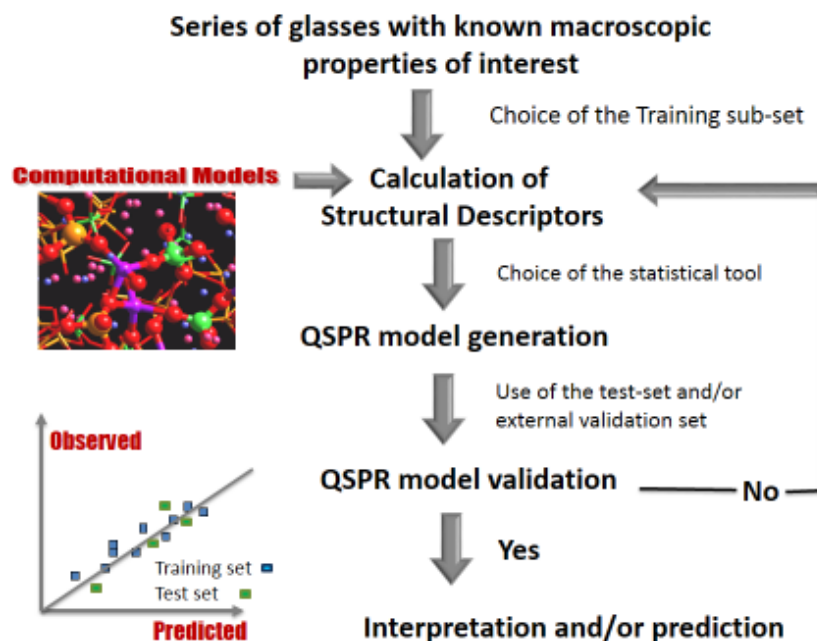 Series of glasses with known macroscopic
properties of interest
Choice of the Training sub-set
Computational Models
Calculation of
Structural Descriptors
Choice of the statistical tool
QSPR model generation
Use of the test-set and/or
external validation set
Observed
QSPR model validation
No
Yes
Training set
Test set
Predicted
Interpretation and/or prediction